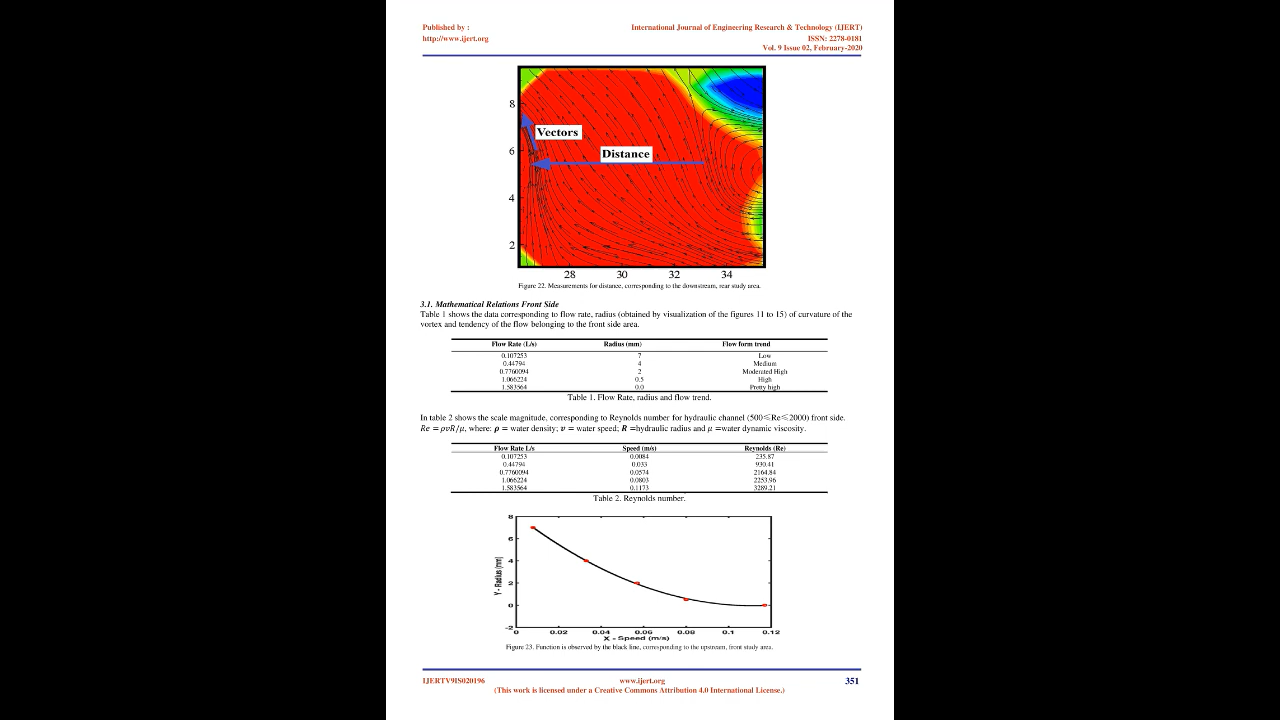 Published by :
http://www.ijert.org
International Journal of Engineering Research & Technology (IJERT)
ISSN: 2278-0181
Vol. 9 Issue 02, February-2020
8
6
4
2
Vectors
Distance
28 30 32 34
Figure 22. Measurements for distance, corresponding to the downstream, rear study area.
3.1. Mathematical Relations Front Side
Table 1 shows the data corresponding to flow rate, radius (obtained by visualization of the figures 11 to 15) of curvature of the
vortex and tendency of the flow belonging to the front side area.
Flow Rate (L/s) Radius (mm) Flow form trend
0.107253 7 Low
0.44794 4 Medium
0.7760094 2 Moderated High
1.066224 0.5 High
1.583564 0.0 Pretty high
Table 1. Flow Rate, radius and flow trend.
In table 2 shows the scale magnitude, corresponding to Reynolds number for hydraulic channel (500⩽Re⩽2000) front side.
Re = ρvR/μ, where: ρ = water density; v = water speed; R =hydraulic radius and μ =water dynamic viscosity.
Flow Rate L/s Speed (m/s) Reynolds (Re)
0.107253 0.0084 235.87
0.44794 0.033 930.41
0.7760094 0.0574 2164.84
1.066224 0.0803 2253.96
1.583564 0.1173 3289.21
Table 2. Reynolds number.
8
6
4
2
0
-2
Y - Radius (mm)
0 0.02 0.04 0.06 0.08 0.1 0.12
X - Speed (m/s)
Figure 23. Function is observed by the black line, corresponding to the upstream, front study area.
IJERTV9IS020196
www.ijert.org
351
(This work is licensed under a Creative Commons Attribution 4.0 International License.)